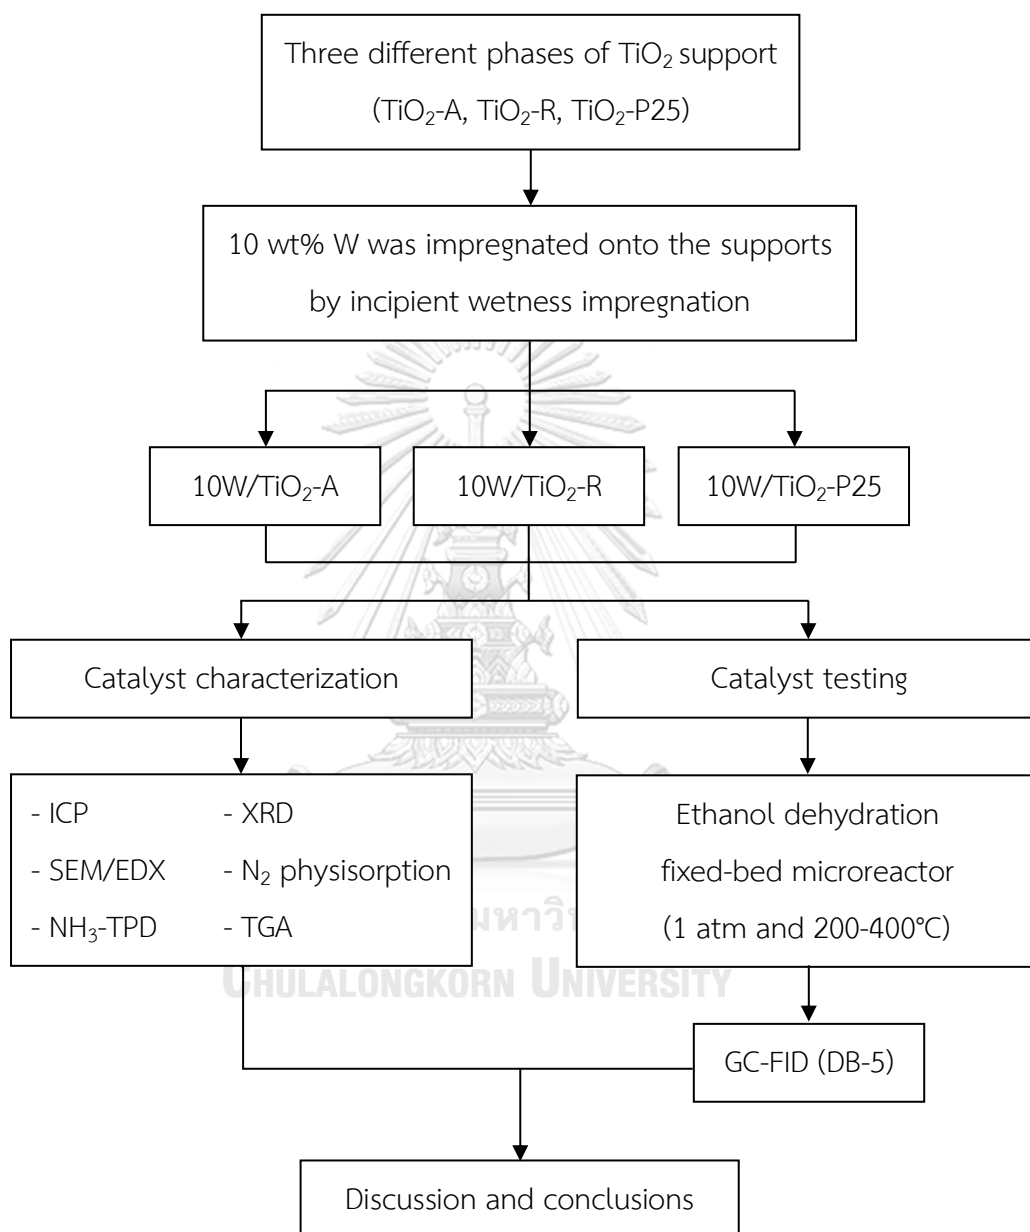 Three different phases of TiO₂ support
(TiO₂-A, TiO₂-R, TiO₂-P25)
10 wt% W was impregnated onto the supports
by incipient wetness impregnation
10W/TiO₂-A
10W/TiO₂-R
10W/TiO₂-P25
Catalyst characterization
Catalyst testing
- ICP
- XRD
- SEM/EDX
- N₂ physisorption
- NH₃-TPD
- TGA
Ethanol dehydration
fixed-bed microreactor
(1 atm and 200-400°C)
CHULALONGKORN UNIVERSITY
GC-FID (DB-5)
Discussion and conclusions